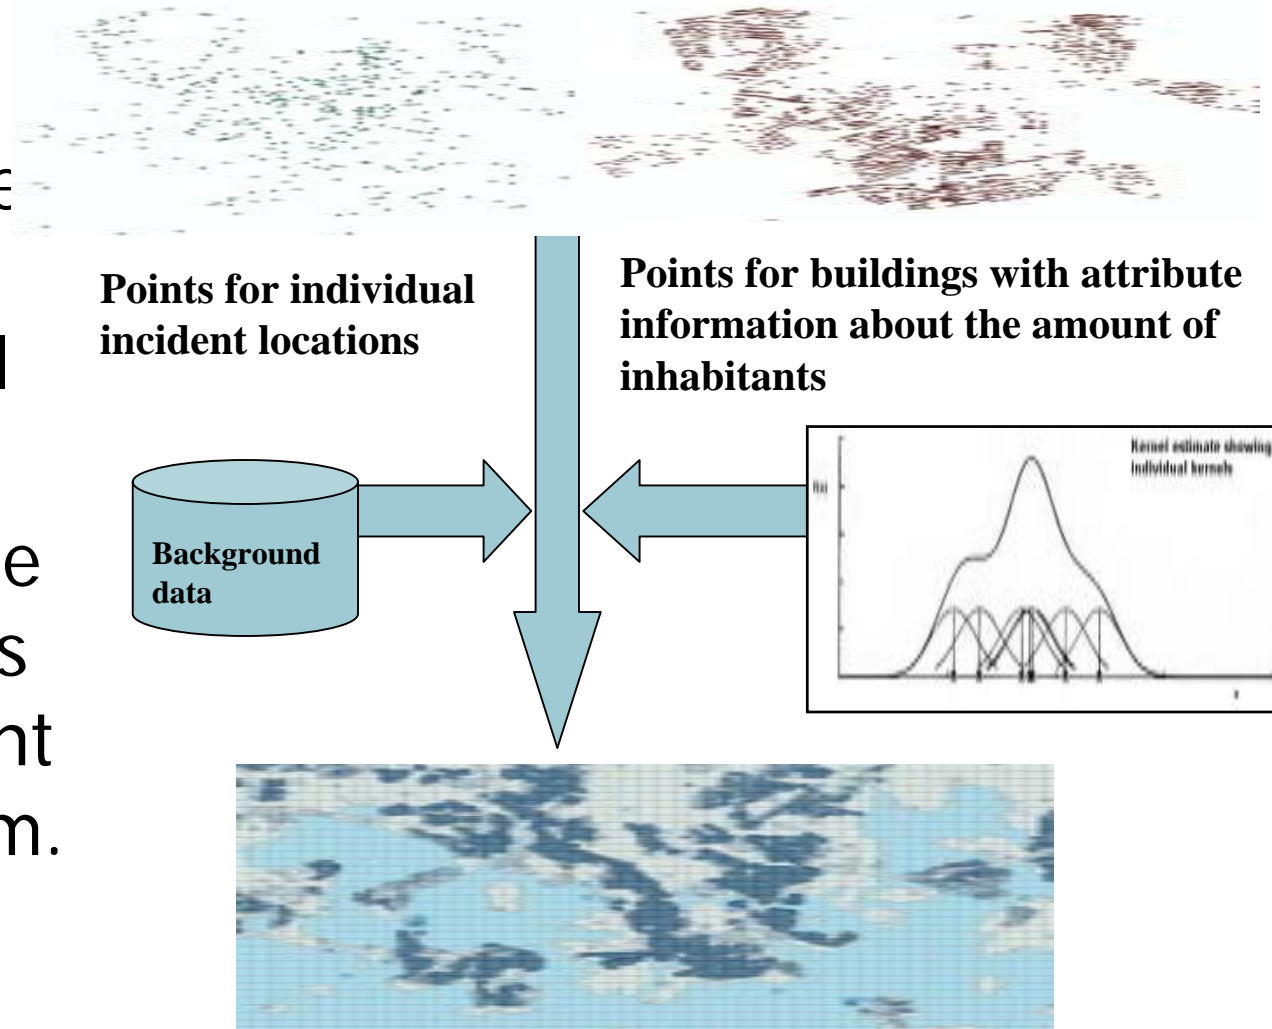 Points for individual
incident locations
Points for buildings with attribute
information about the amount of
inhabitants
Background
data
Kernel estimate showing
individual kernels
e
s
nt
m.